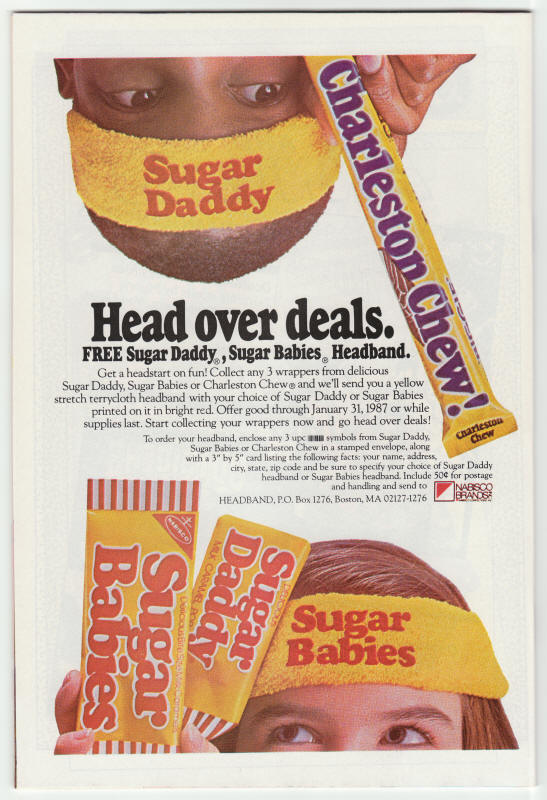 Sugar
Daddy
Charleston Chew!
Charleston
Chew
Head over deals.
FREE Sugar Daddy®, Sugar Babies® Headband.
Get a headstart on fun! Collect any 3 wrappers from delicious
Sugar Daddy, Sugar Babies or Charleston Chew® and we'll send you a yellow
stretch terrycloth headband with your choice of Sugar Daddy or Sugar Babies
printed on it in bright red. Offer good through January 31, 1987 or while
supplies last. Start collecting your wrappers now and go head over deals!
To order your headband, enclose any 3 upc symbols from Sugar Daddy,
Sugar Babies or Charleston Chew in a stamped envelope, along
with a 3" by 5" card listing the following facts: your name, address,
city, state, zip code and be sure to specify your choice of Sugar Daddy
headband or Sugar Babies headband. Include 50¢ for postage
and handling and send to
HEADBAND, P.O. Box 1276, Boston, MA 02127-1276
NABISCO
BRANDS
NABISCO
Sugar
Babies
DELICIOUS
Sugar
Daddy
MILK CARAMEL POP
Sugar
Babies